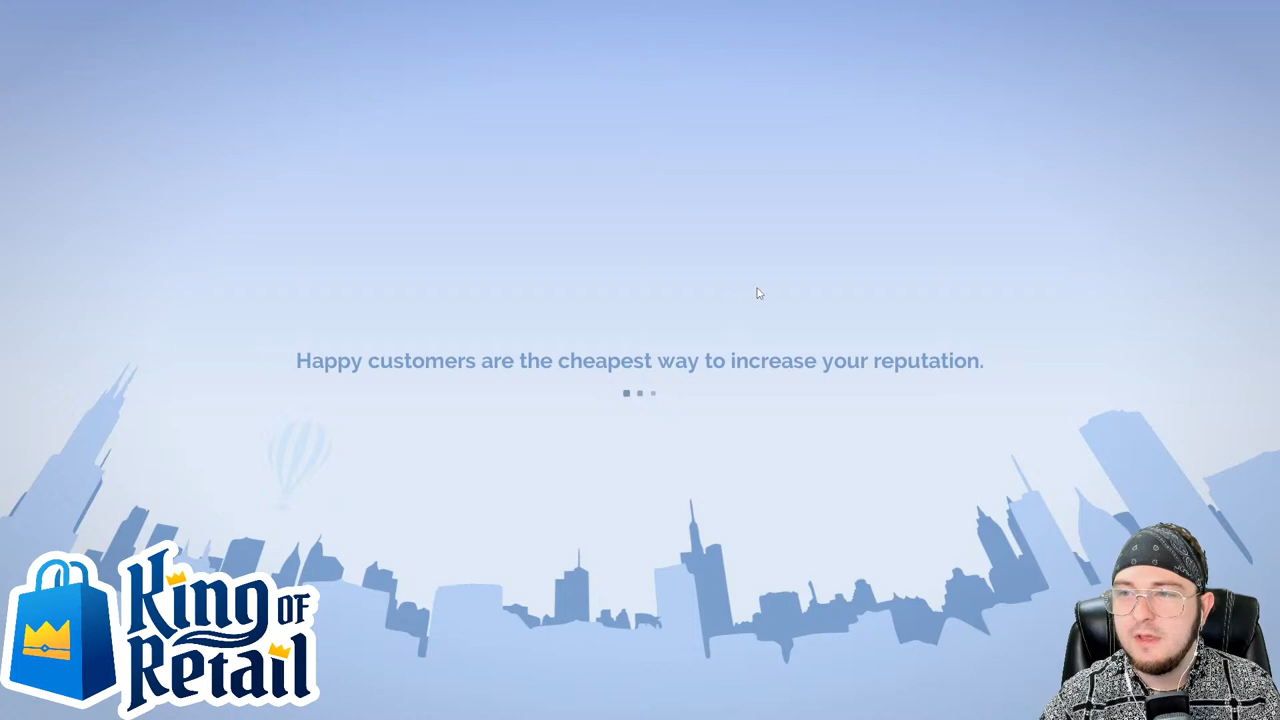 Happy customers are the cheapest way to increase your reputation.
King OF
Retail